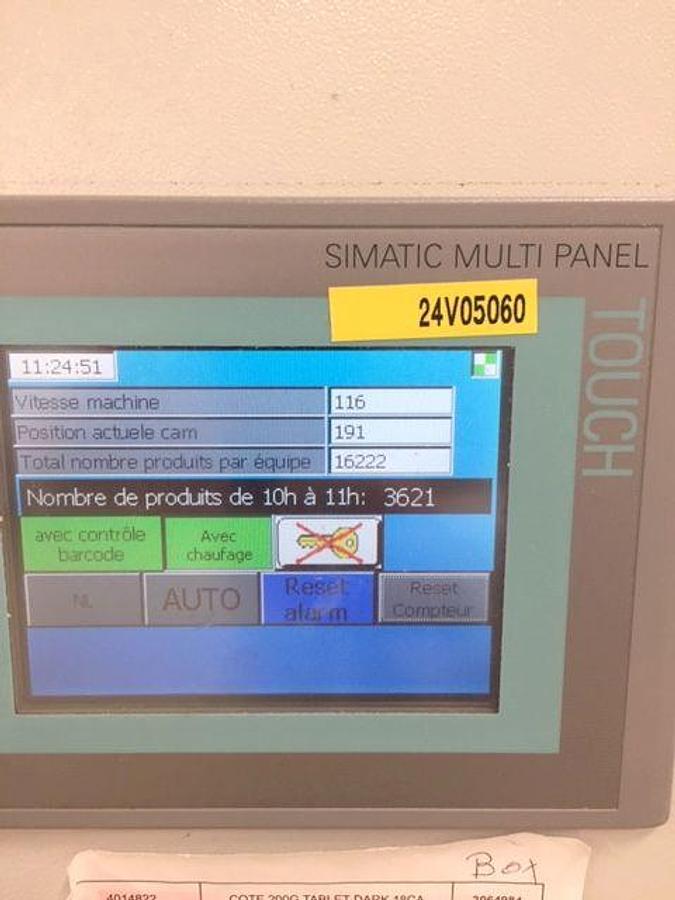 SIMATIC MULTI PANEL
24V05060
TOUCH
11:24:51
Vitesse machine 116
Position actuele cam 191
Total nombre produits par équipe 16222
Nombre de produits de 10h à 11h: 3621
avec contrôle
barcode
Avec
chaufage
NL
AUTO
Reset
alarm
Reset
Compteur
Box
4014822 COTE 200G TABLET DARK 18CA 3964984